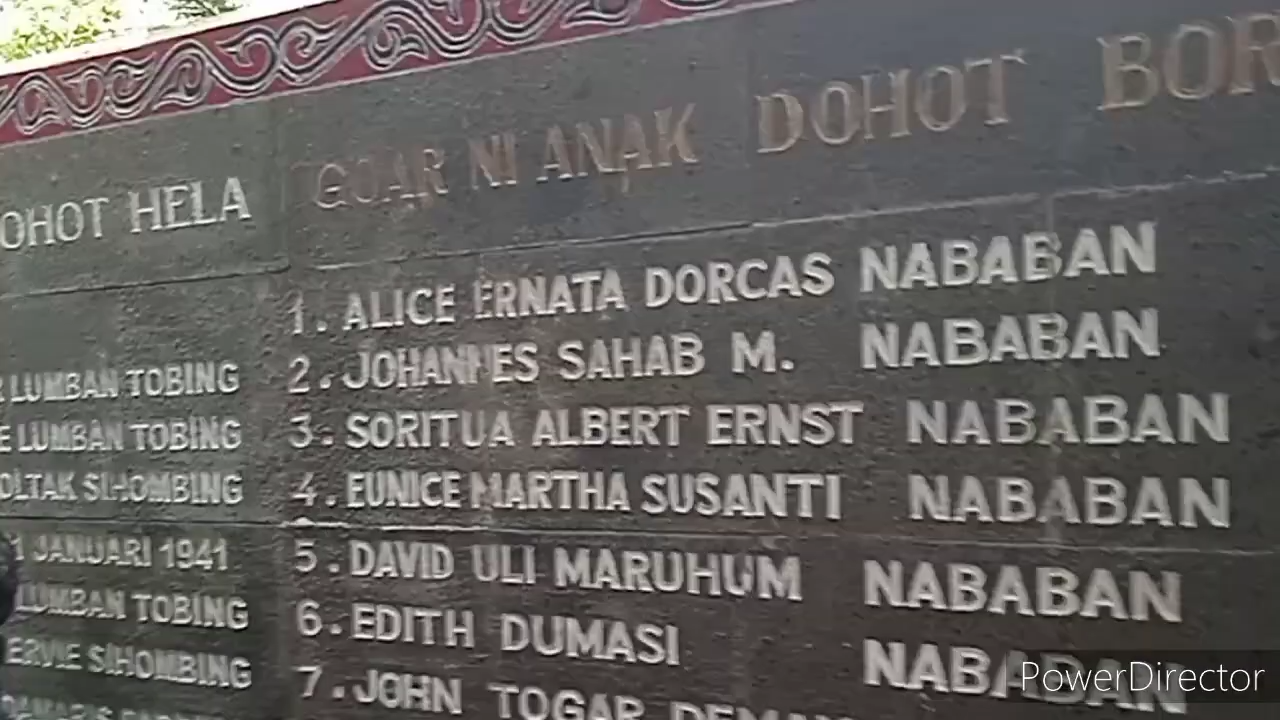 OHOT HELA
LUMBAN TOBING
E LUMBAN TOBING
OLTAK SIHOMBING
1 JANUARI 1941
LUMBAN TOBING
ERVIE SIHOMBING
GOAR NI ANAK DOHOT BOR
1. ALICE ERNATA DORCAS NABABAN
2. JOHANNES SAHAB M. NABABAN
3. SORITUA ALBERT ERNST NABABAN
4. EUNICE MARTHA SUSANTI NABABAN
5. DAVID ULI MARUHUM NABABAN
6. EDITH DUMASI NABABAN
7. JOHN TOGAR
PowerDirector